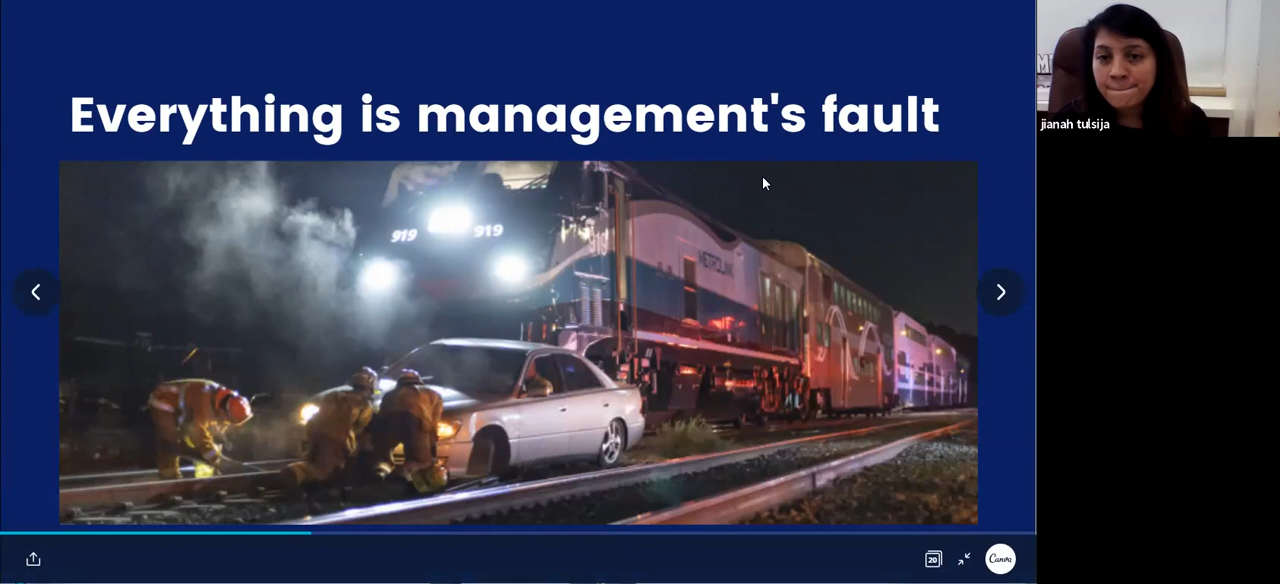 Everything is management's fault
jianah tulsija
919 919
METROLINK
20
Canva